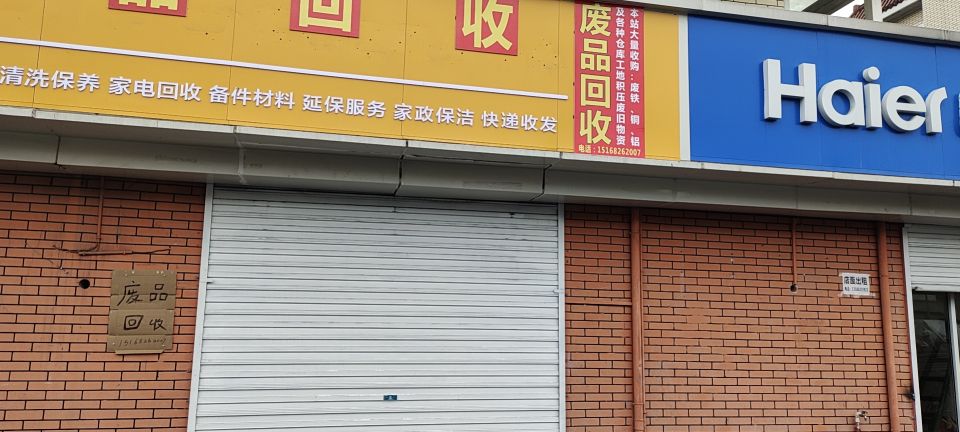 品回收
清洗保养 家电回收 备件材料 延保服务 家政保洁 快递收发
废品回收
本站大量收购：废铁、铜、铝
及各种仓库工地积压废旧物资
电话：15168262007
Haier
废品
回收
15168262007
店面出租